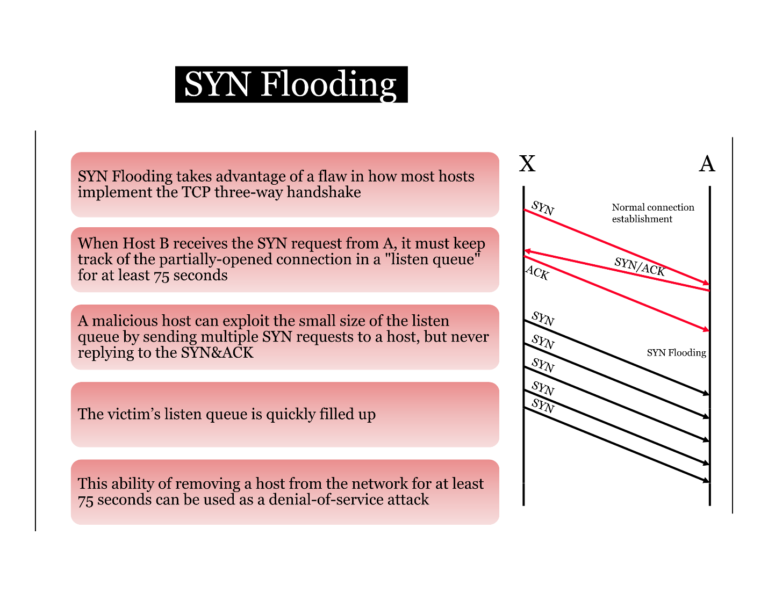 SYN Flooding
SYN Flooding takes advantage of a flaw in how most hosts
implement the TCP three-way handshake
When Host B receives the SYN request from A, it must keep
track of the partially-opened connection in a "listen queue"
for at least 75 seconds
A malicious host can exploit the small size of the listen
queue by sending multiple SYN requests to a host, but never
replying to the SYN&ACK
The victim’s listen queue is quickly filled up
This ability of removing a host from the network for at least
75 seconds can be used as a denial-of-service attack
X
A
SYN
Normal connection
establishment
SYN/ACK
ACK
SYN
SYN
SYN Flooding
SYN
SYN
SYN